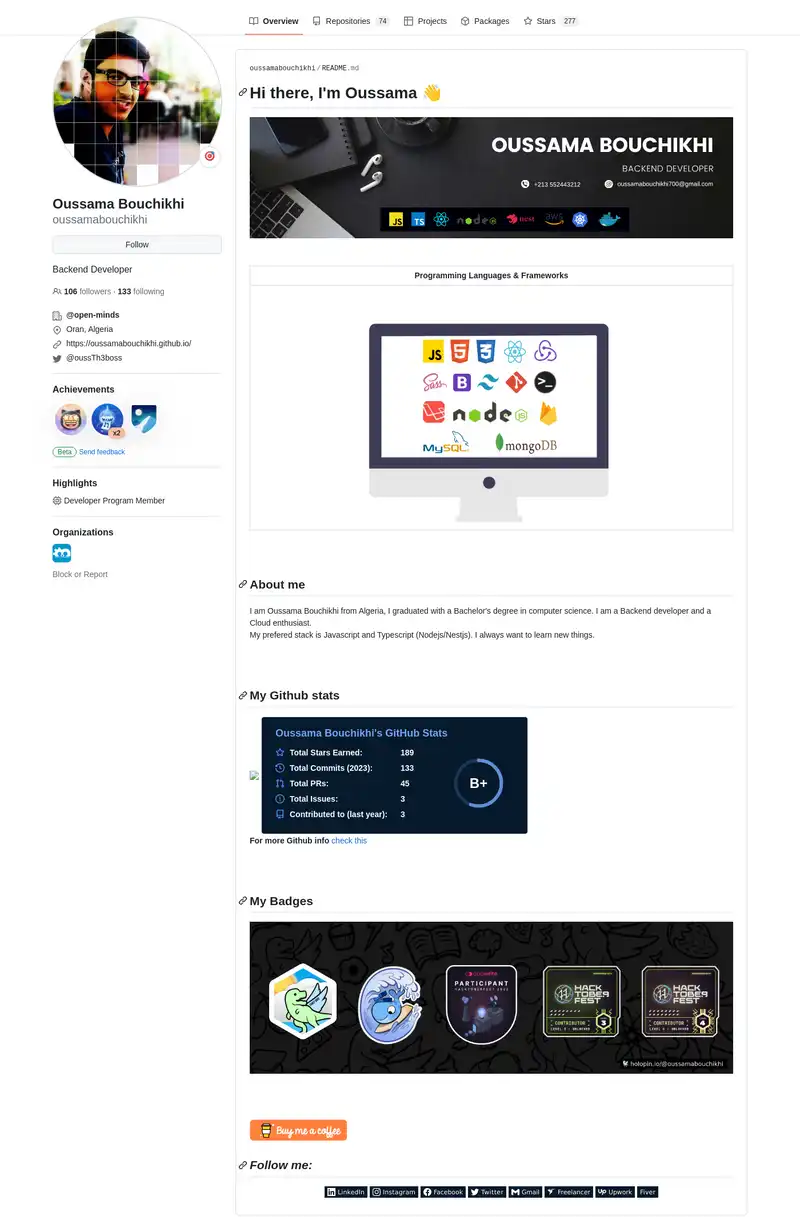 Overview
Repositories 74
Projects
Packages
Stars 277
Oussama Bouchikhi
oussamabouchikhi
Follow
Backend Developer
106 followers · 133 following
@open-minds
Oran, Algeria
https://oussamabouchikhi.github.io/
@oussTh3boss
Achievements
x2
Beta Send feedback
Highlights
Developer Program Member
Organizations
Block or Report
oussamabouchikhi/README.md
Hi there, I'm Oussama 👋
OUSSAMA BOUCHIKHI
BACKEND DEVELOPER
+213 552443212
oussamabouchikhi700@gmail.com
JS TS node nest aws
Programming Languages & Frameworks
JS 5 3
Sass B >_
node JS
MySQL mongoDB
About me
I am Oussama Bouchikhi from Algeria, I graduated with a Bachelor's degree in computer science. I am a Backend developer and a
Cloud enthusiast.
My prefered stack is Javascript and Typescript (Nodejs/Nestjs). I always want to learn new things.
My Github stats
Oussama Bouchikhi's GitHub Stats
Total Stars Earned: 189
Total Commits (2023): 133
Total PRs: 45
Total Issues: 3
Contributed to (last year): 3
B+
For more Github info check this
My Badges
PARTICIPANT
HACKTOBERFEST 2022
HACK
TOBER
FEST
CONTRIBUTOR
3
HACK
TOBER
FEST
CONTRIBUTOR
4
holopin.io/@oussamabouchikhi
Buy me a coffee
Follow me:
LinkedIn Instagram Facebook Twitter Gmail Freelancer Upwork Fiver